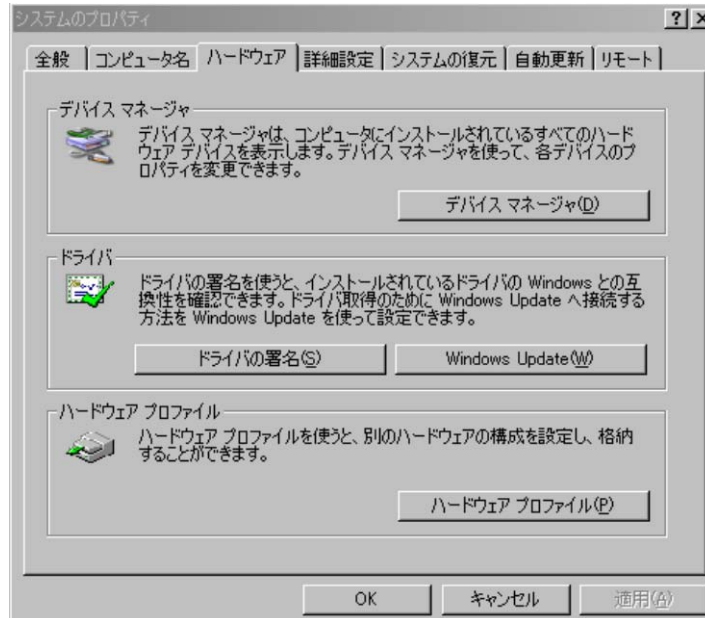 システムのプロパティ
全般 コンピュータ名 ハードウェア 詳細設定 システムの復元 自動更新 リモート
デバイス マネージャ
デバイス マネージャは、コンピュータにインストールされているすべてのハード
ウェア デバイスを表示します。デバイス マネージャを使って、各デバイスのプ
ロパティを変更できます。
デバイス マネージャ(D)
ドライバ
ドライバの署名を使うと、インストールされているドライバの Windows との互
換性を確認できます。ドライバ取得のために Windows Update へ接続する
方法を Windows Update を使って設定できます。
ドライバの署名(S) Windows Update(W)
ハードウェア プロファイル
ハードウェア プロファイルを使うと、別のハードウェアの構成を設定し、格納
することができます。
ハードウェア プロファイル(P)
OK キャンセル 適用(A)